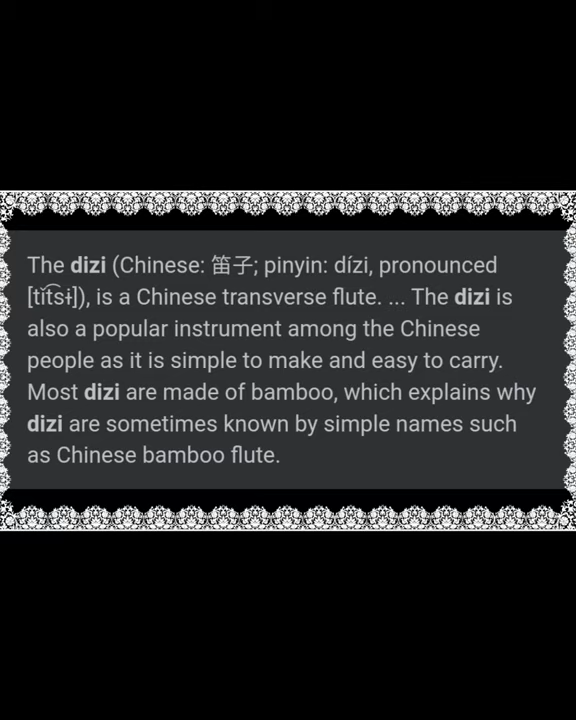 The dizi (Chinese: 笛子; pinyin: dízi, pronounced
[tǐt͡sɨ]), is a Chinese transverse flute. ... The dizi is
also a popular instrument among the Chinese
people as it is simple to make and easy to carry.
Most dizi are made of bamboo, which explains why
dizi are sometimes known by simple names such
as Chinese bamboo flute.